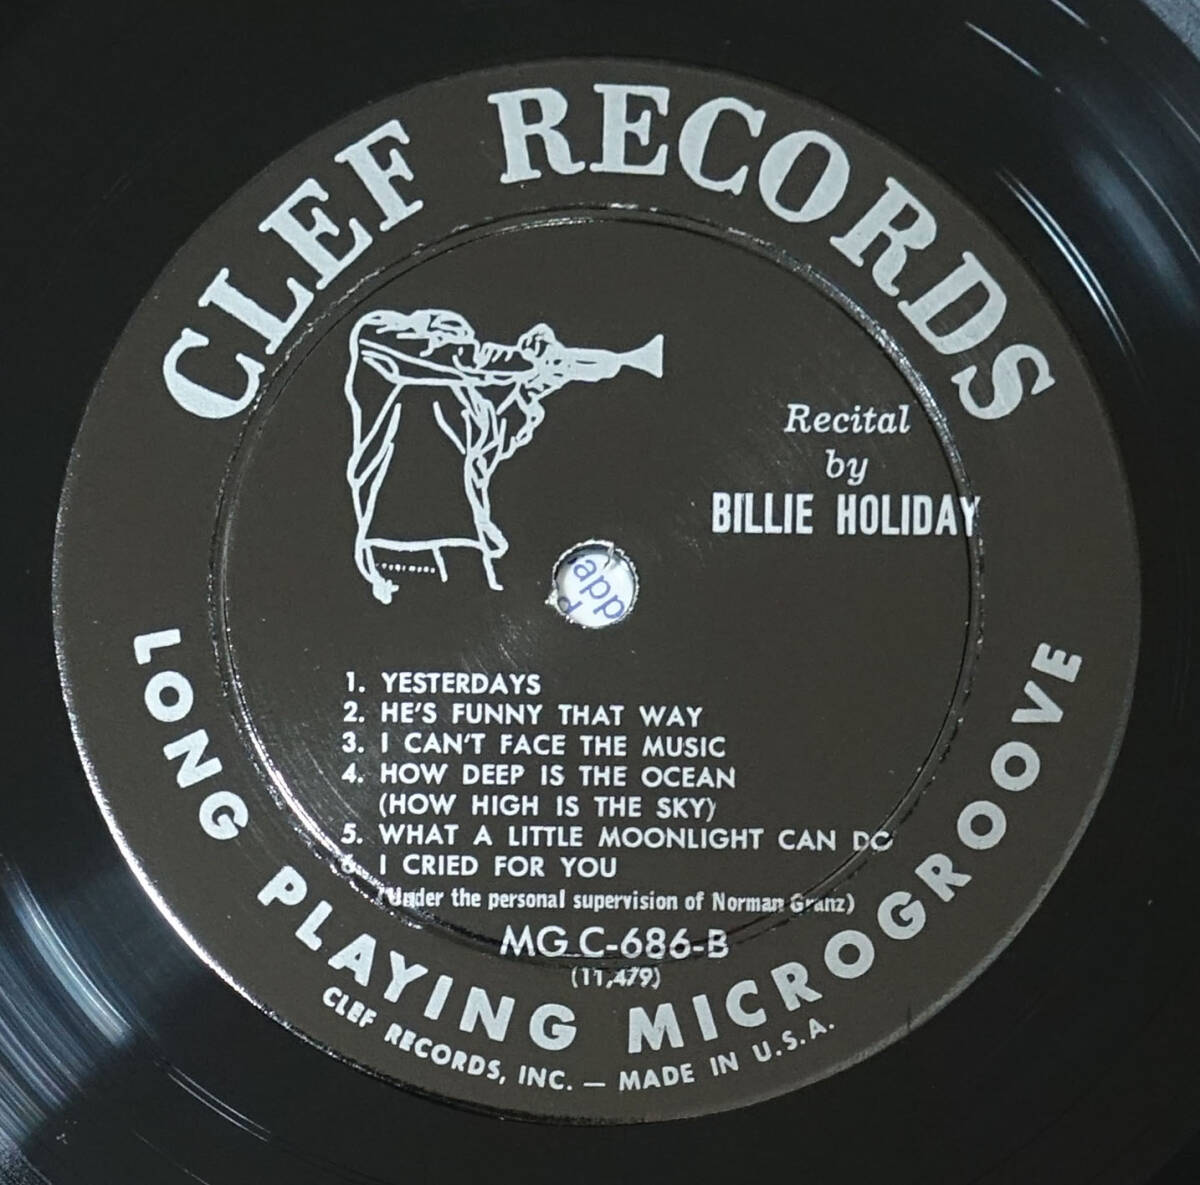 CLEF RECORDS
Recital
by
BILLIE HOLIDAY
app
1. YESTERDAYS
2. HE'S FUNNY THAT WAY
3. I CAN'T FACE THE MUSIC
4. HOW DEEP IS THE OCEAN
(HOW HIGH IS THE SKY)
5. WHAT A LITTLE MOONLIGHT CAN DO
6. I CRIED FOR YOU
(Under the personal supervision of Norman Granz)
MG C-686-B
(11,479)
LONG PLAYING MICROGROOVE
CLEF RECORDS, INC. — MADE IN U.S.A.